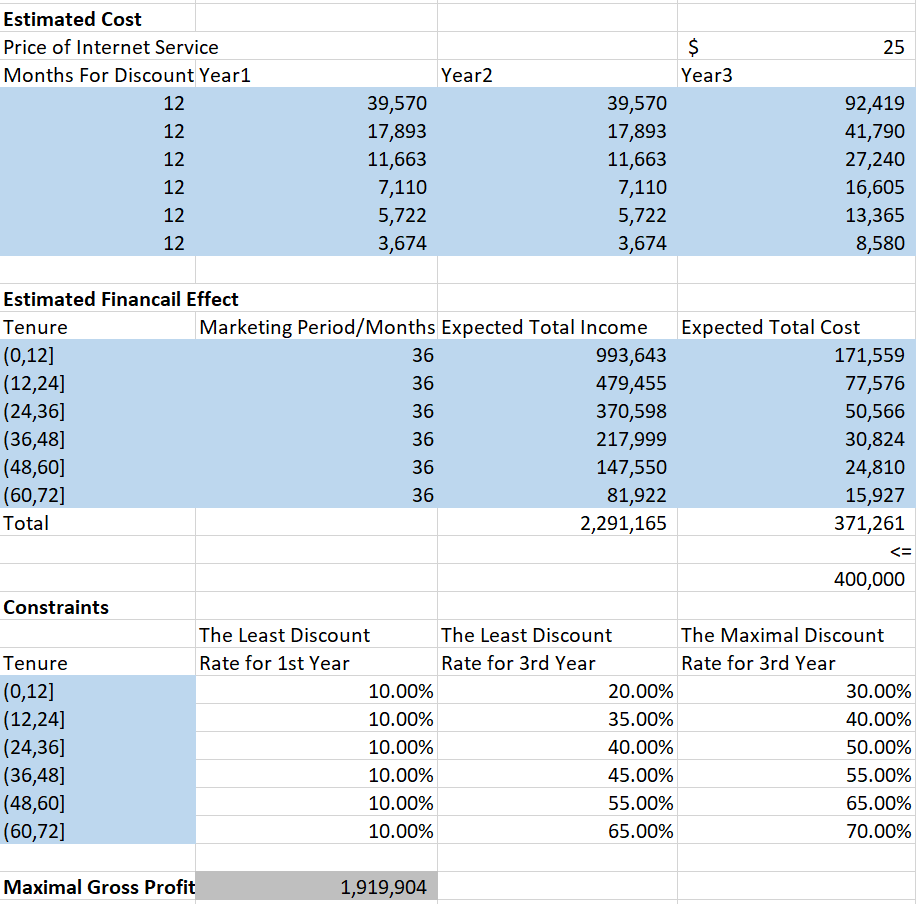 Estimated Cost
Price of Internet Service $ 25
Months For Discount Year1 Year2 Year3
12 39,570 39,570 92,419
12 17,893 17,893 41,790
12 11,663 11,663 27,240
12 7,110 7,110 16,605
12 5,722 5,722 13,365
12 3,674 3,674 8,580
Estimated Financail Effect
Tenure Marketing Period/Months Expected Total Income Expected Total Cost
(0,12] 36 993,643 171,559
(12,24] 36 479,455 77,576
(24,36] 36 370,598 50,566
(36,48] 36 217,999 30,824
(48,60] 36 147,550 24,810
(60,72] 36 81,922 15,927
Total 2,291,165 371,261
<=
400,000
Constraints
The Least Discount The Least Discount The Maximal Discount
Tenure Rate for 1st Year Rate for 3rd Year Rate for 3rd Year
(0,12] 10.00% 20.00% 30.00%
(12,24] 10.00% 35.00% 40.00%
(24,36] 10.00% 40.00% 50.00%
(36,48] 10.00% 45.00% 55.00%
(48,60] 10.00% 55.00% 65.00%
(60,72] 10.00% 65.00% 70.00%
Maximal Gross Profit 1,919,904